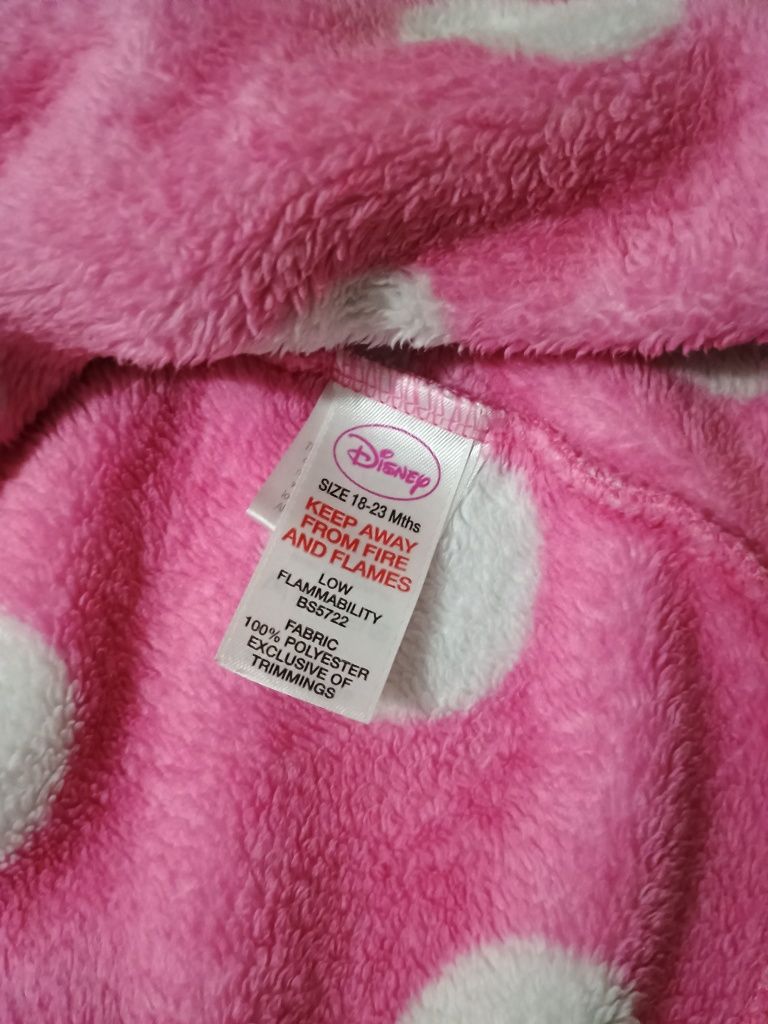 Disney
SIZE 18-23 Mths
KEEP AWAY
FROM FIRE
AND FLAMES
LOW
FLAMMABILITY
BS5722
FABRIC
100% POLYESTER
EXCLUSIVE OF
TRIMMINGS